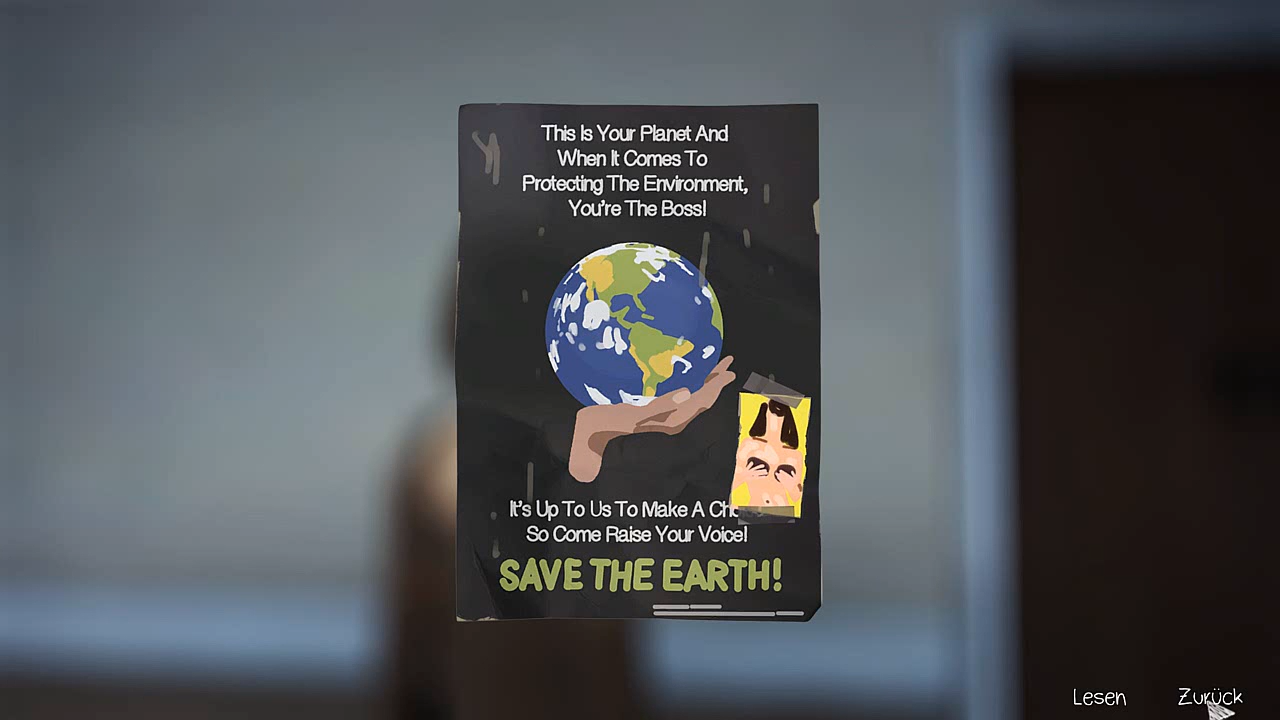 This Is Your Planet And
When It Comes To
Protecting The Environment,
You're The Boss!
It's Up To Us To Make A
So Come Raise Your Voice!
SAVE THE EARTH!
Lesen Zurück